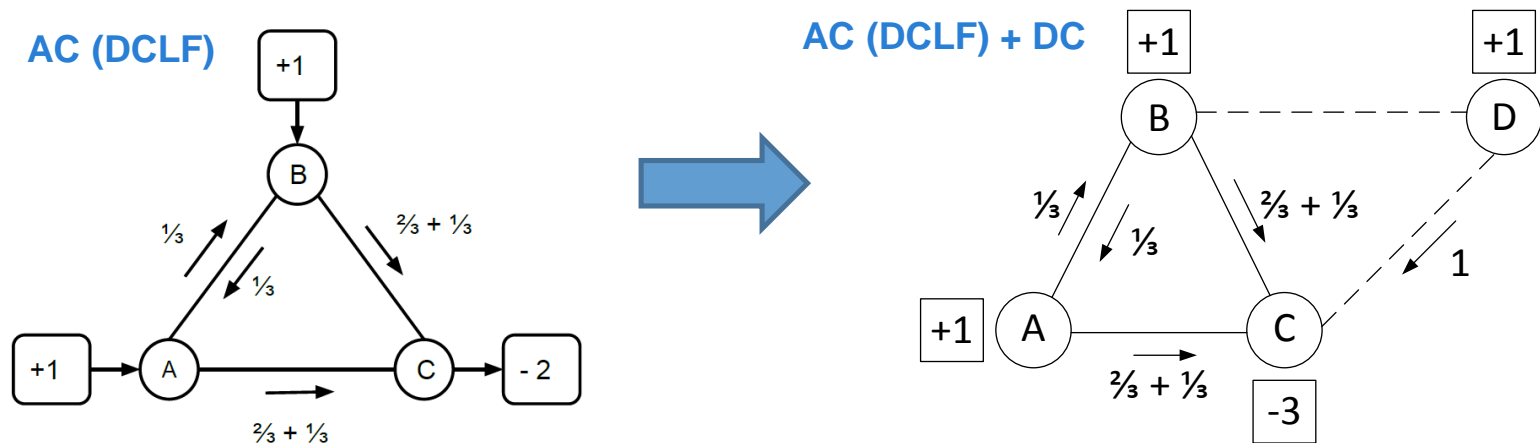 AC (DCLF)
+1
B
⅓
⅓
⅔ + ⅓
+1
A
C
- 2
⅔ + ⅓
AC (DCLF) + DC
+1
+1
B
D
⅓
⅓
⅔ + ⅓
1
+1
A
C
⅔ + ⅓
-3